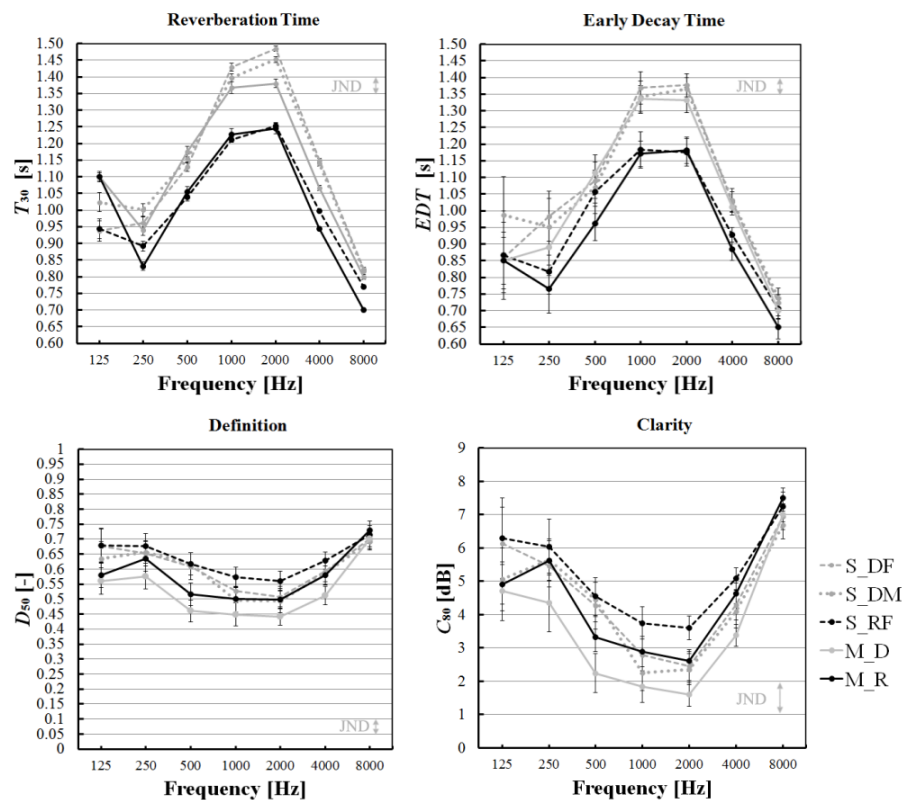 Reverberation Time
1.50
1.45
1.40
1.35
1.30
1.25
1.20
1.15
1.10
1.05
1.00
0.95
0.90
0.85
0.80
0.75
0.70
0.65
0.60
T30 [s]
JND
125 250 500 1000 2000 4000 8000
Frequency [Hz]
Early Decay Time
1.50
1.45
1.40
1.35
1.30
1.25
1.20
1.15
1.10
1.05
1.00
0.95
0.90
0.85
0.80
0.75
0.70
0.65
0.60
EDT [s]
JND
125 250 500 1000 2000 4000 8000
Frequency [Hz]
Definition
1
0.95
0.9
0.85
0.8
0.75
0.7
0.65
0.6
0.55
0.5
0.45
0.4
0.35
0.3
0.25
0.2
0.15
0.1
0.05
0
D50 [-]
JND
125 250 500 1000 2000 4000 8000
Frequency [Hz]
Clarity
9
8
7
6
5
4
3
2
1
0
C80 [dB]
JND
125 250 500 1000 2000 4000 8000
Frequency [Hz]
S_DF
S_DM
S_RF
M_D
M_R